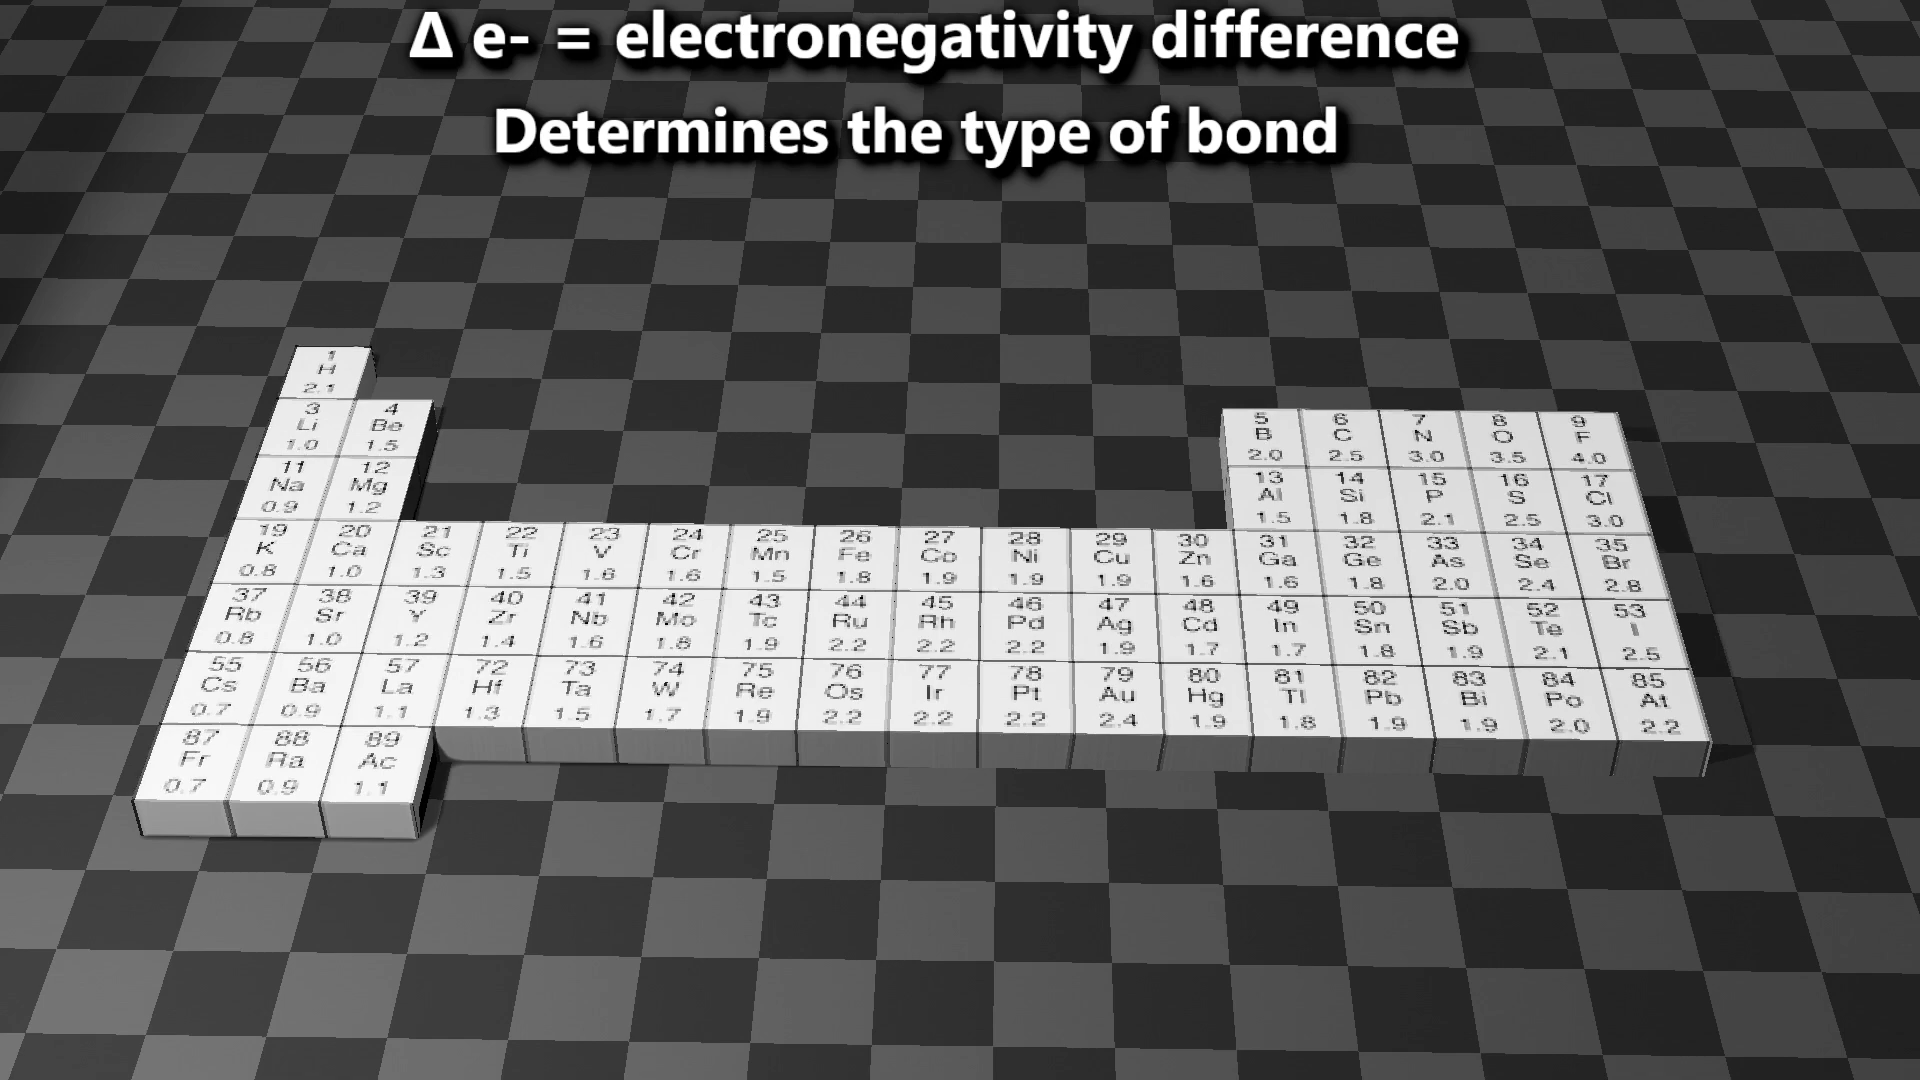 Δ e- = electronegativity difference
Determines the type of bond
1
H
2.1
3 4
Li Be
1.0 1.5
5 6 7 8 9
B C N O F
2.0 2.5 3.0 3.5 4.0
11 12
Na Mg
0.9 1.2
13 14 15 16 17
Al Si P S Cl
1.5 1.8 2.1 2.5 3.0
19 20 21 22 23 24 25 26 27 28 29 30 31 32 33 34 35
K Ca Sc Ti V Cr Mn Fe Co Ni Cu Zn Ga Ge As Se Br
0.8 1.0 1.3 1.5 1.6 1.6 1.5 1.8 1.9 1.9 1.9 1.6 1.6 1.8 2.0 2.4 2.8
37 38 39 40 41 42 43 44 45 46 47 48 49 50 51 52 53
Rb Sr Y Zr Nb Mo Tc Ru Rh Pd Ag Cd In Sn Sb Te I
0.8 1.0 1.2 1.4 1.6 1.8 1.9 2.2 2.2 2.2 1.9 1.7 1.7 1.8 1.9 2.1 2.5
55 56 57 72 73 74 75 76 77 78 79 80 81 82 83 84 85
Cs Ba La Hf Ta W Re Os Ir Pt Au Hg Tl Pb Bi Po At
0.7 0.9 1.1 1.3 1.5 1.7 1.9 2.2 2.2 2.2 2.4 1.9 1.8 1.9 1.9 2.0 2.2
87 88 89
Fr Ra Ac
0.7 0.9 1.1